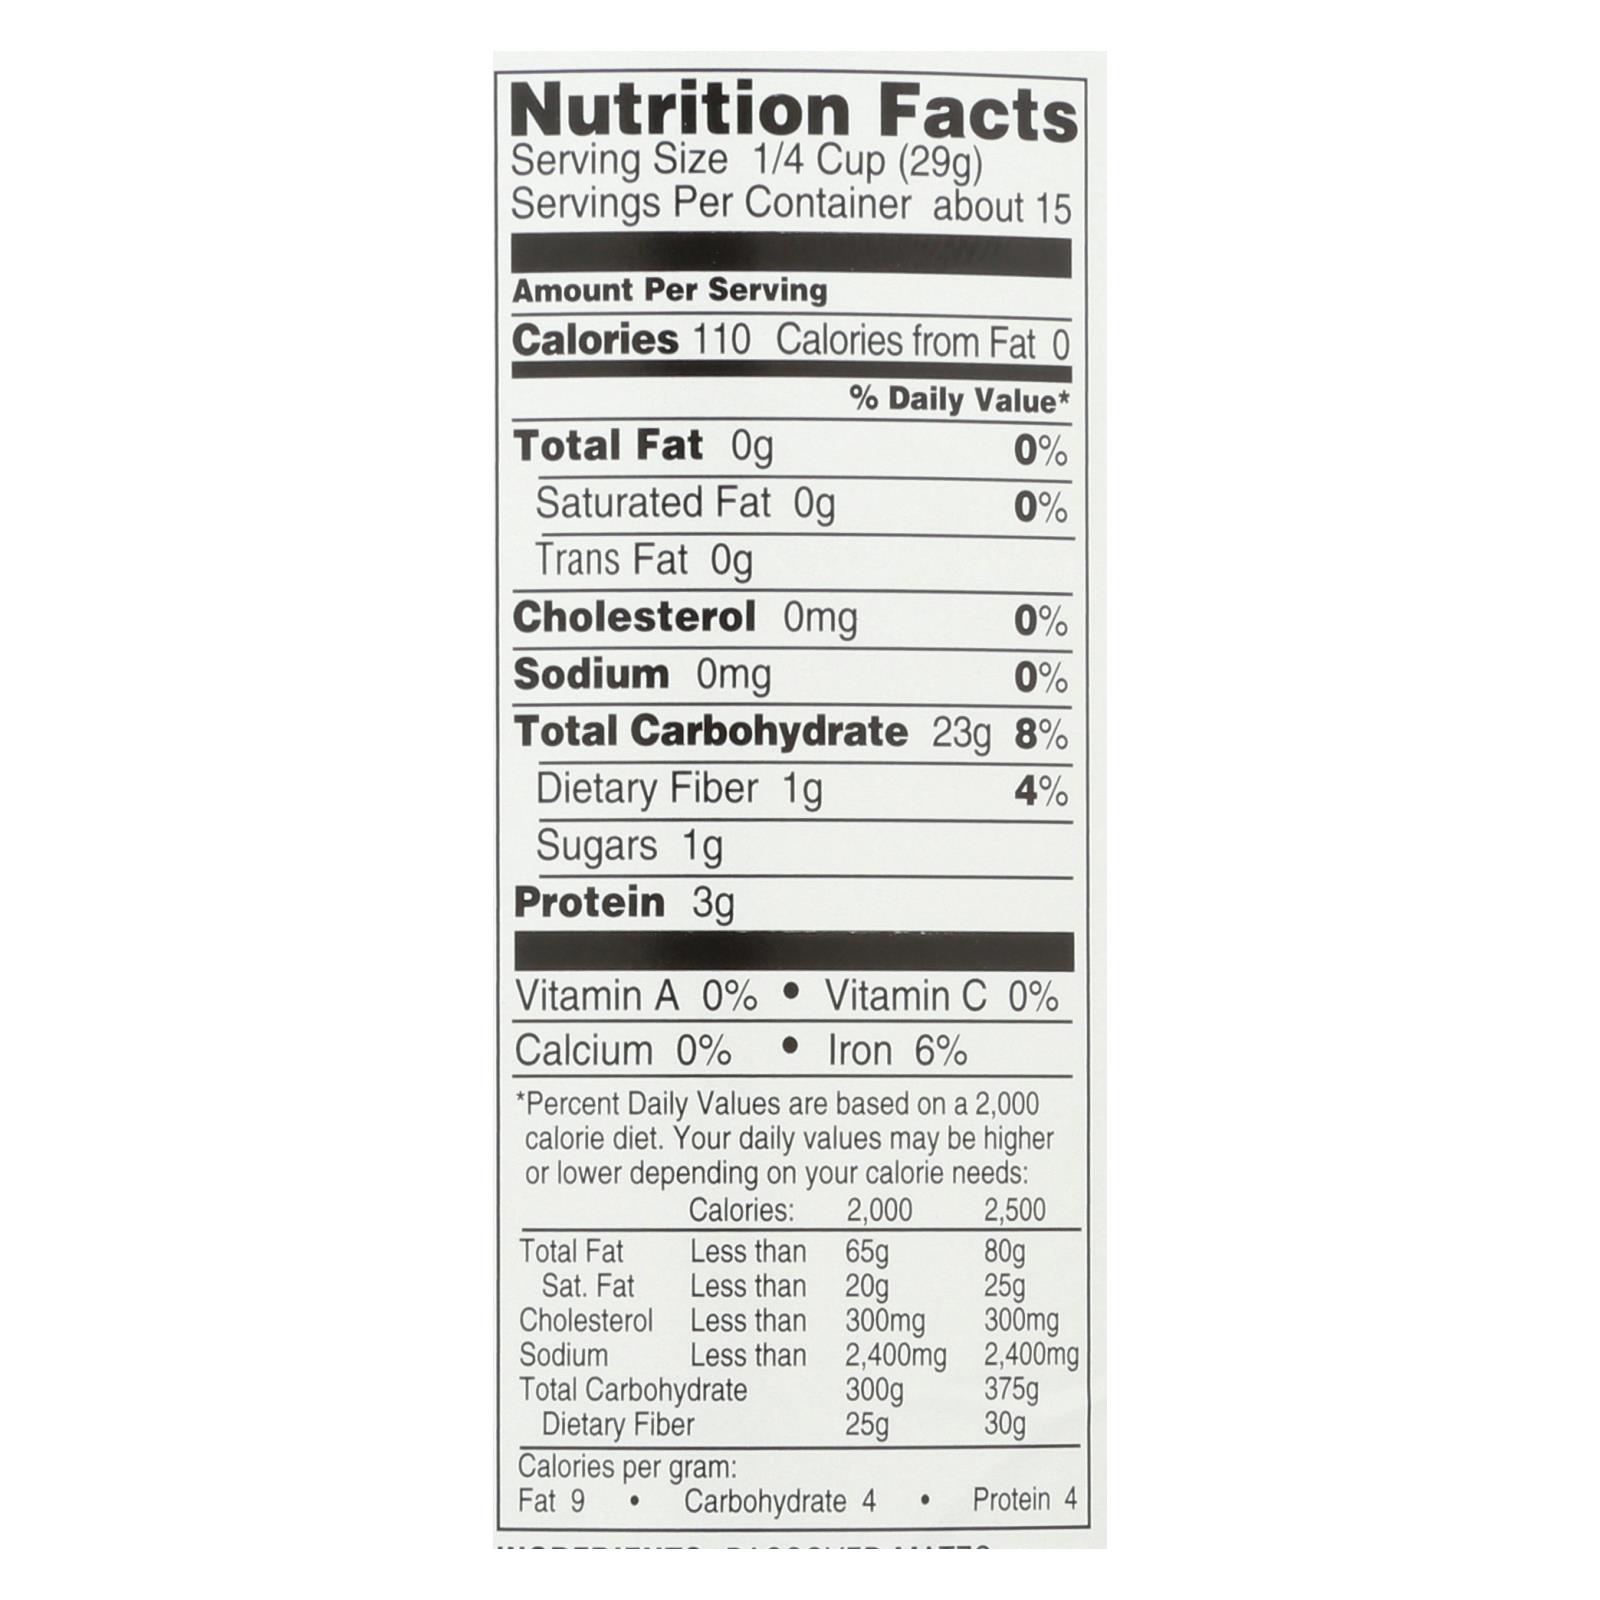 Nutrition Facts
Serving Size 1/4 Cup (29g)
Servings Per Container about 15
Amount Per Serving
Calories 110 Calories from Fat 0
% Daily Value*
Total Fat 0g 0%
Saturated Fat 0g 0%
Trans Fat 0g
Cholesterol 0mg 0%
Sodium 0mg 0%
Total Carbohydrate 23g 8%
Dietary Fiber 1g 4%
Sugars 1g
Protein 3g
Vitamin A 0% • Vitamin C 0%
Calcium 0% • Iron 6%
*Percent Daily Values are based on a 2,000
calorie diet. Your daily values may be higher
or lower depending on your calorie needs:
Calories: 2,000 2,500
Total Fat Less than 65g 80g
Sat. Fat Less than 20g 25g
Cholesterol Less than 300mg 300mg
Sodium Less than 2,400mg 2,400mg
Total Carbohydrate 300g 375g
Dietary Fiber 25g 30g
Calories per gram:
Fat 9 • Carbohydrate 4 • Protein 4